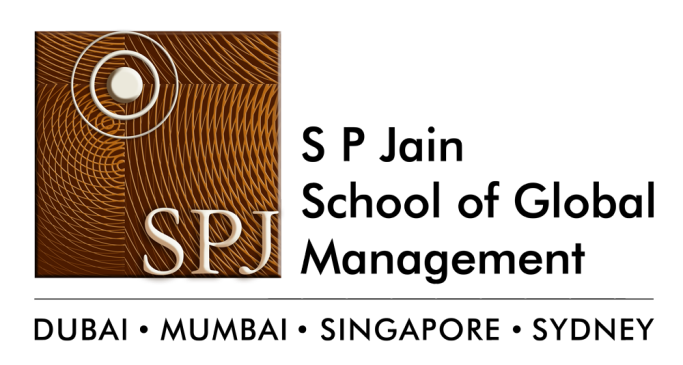 SPJ
S P Jain
School of Global
Management
DUBAI • MUMBAI • SINGAPORE • SYDNEY